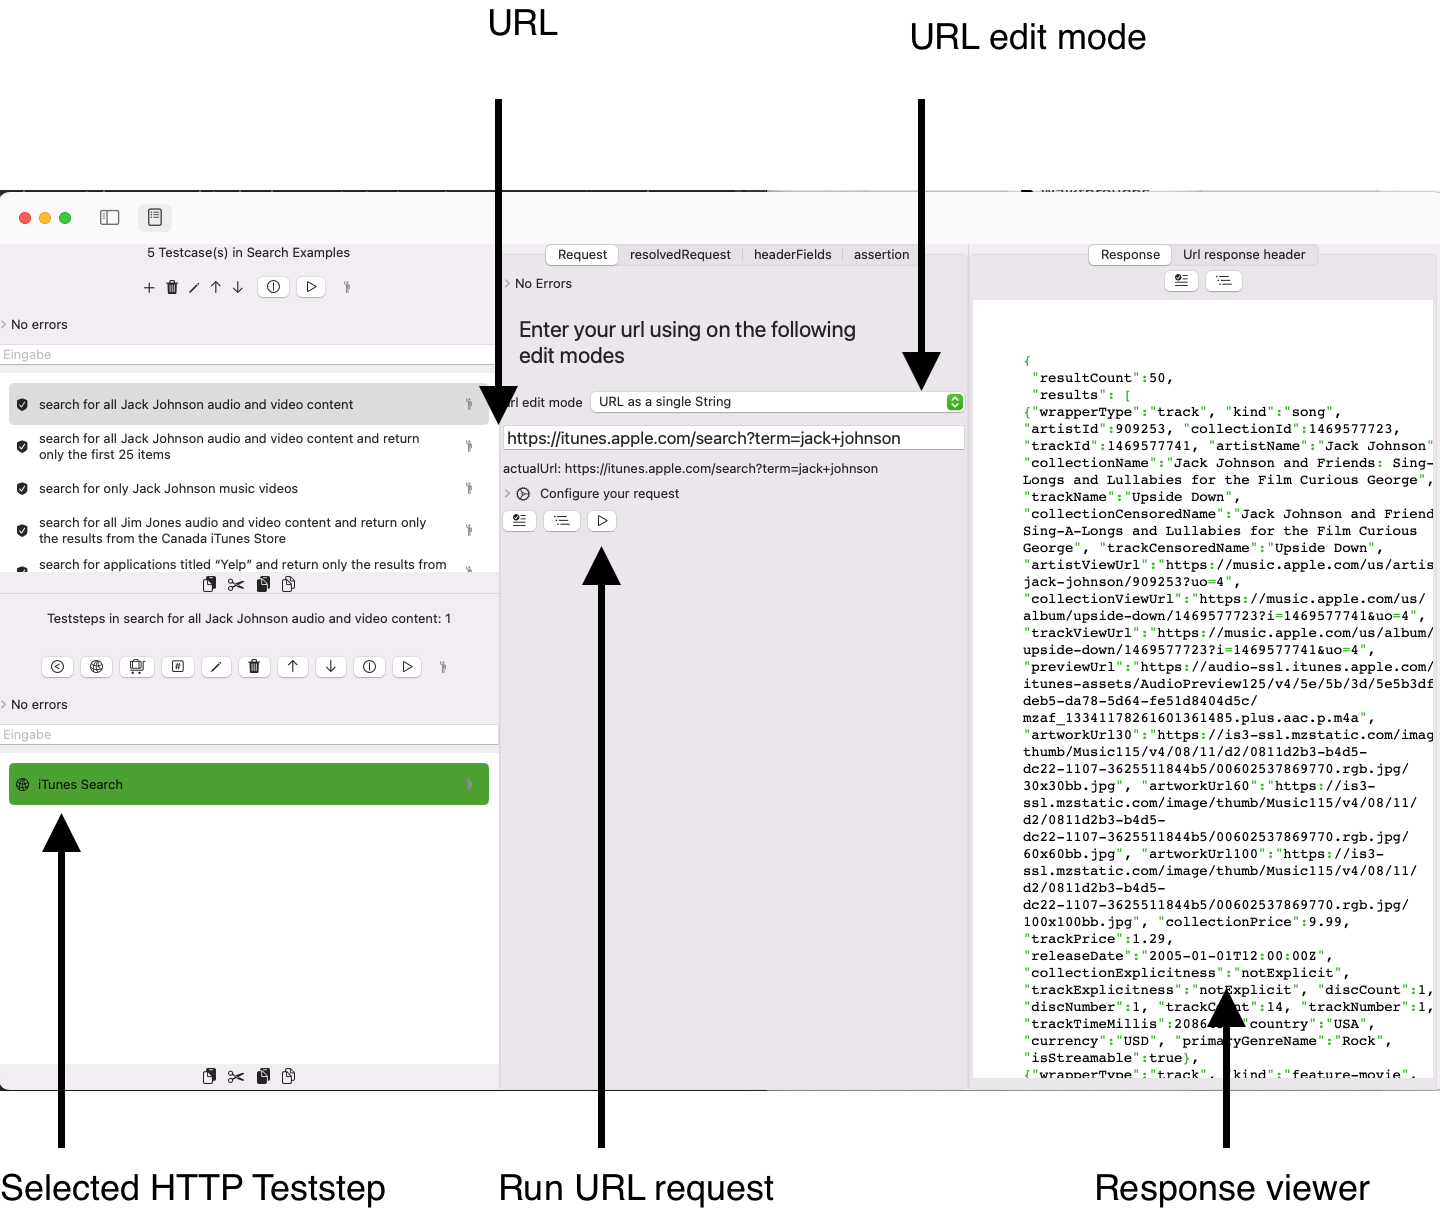 URL
URL edit mode
5 Testcase(s) in Search Examples
No errors
Eingabe
search for all Jack Johnson audio and video content
search for all Jack Johnson audio and video content and return
only the first 25 items
search for only Jack Johnson music videos
search for all Jim Jones audio and video content and return only
the results from the Canada iTunes Store
search for applications titled “Yelp” and return only the results from
Teststeps in search for all Jack Johnson audio and video content: 1
No errors
Eingabe
iTunes Search
Request
resolvedRequest
headerFields
assertion
No Errors
Enter your url using on the following
edit modes
url edit mode
URL as a single String
https://itunes.apple.com/search?term=jack+johnson
actualUrl: https://itunes.apple.com/search?term=jack+johnson
Configure your request
Response
Url response header
{
"resultCount":50,
"results": [
{"wrapperType":"track", "kind":"song",
"artistId":909253, "collectionId":1469577723,
"trackId":1469577741, "artistName":"Jack Johnson"
"collectionName":"Jack Johnson and Friends: Sing-
Longs and Lullabies for the Film Curious George",
"trackName":"Upside Down",
"collectionCensoredName":"Jack Johnson and Friend
Sing-A-Longs and Lullabies for the Film Curious
George", "trackCensoredName":"Upside Down",
"artistViewUrl":"https://music.apple.com/us/artis
jack-johnson/909253?uo=4",
"collectionViewUrl":"https://music.apple.com/us/
album/upside-down/1469577723?i=1469577741&uo=4",
"trackViewUrl":"https://music.apple.com/us/album/
upside-down/1469577723?i=1469577741&uo=4",
"previewUrl":"https://audio-ssl.itunes.apple.com/
itunes-assets/AudioPreview125/v4/5e/5b/3d/5e5b3df
deb5-da78-5d64-fe51d8404d5c/
mzaf_13341178261601361485.plus.aac.p.m4a",
"artworkUrl30":"https://is3-ssl.mzstatic.com/imag
thumb/Music115/v4/08/11/d2/0811d2b3-b4d5-
dc22-1107-3625511844b5/00602537869770.rgb.jpg/
30x30bb.jpg", "artworkUrl60":"https://is3-
ssl.mzstatic.com/image/thumb/Music115/v4/08/11/
d2/0811d2b3-b4d5-
dc22-1107-3625511844b5/00602537869770.rgb.jpg/
60x60bb.jpg", "artworkUrl100":"https://is3-
ssl.mzstatic.com/image/thumb/Music115/v4/08/11/
d2/0811d2b3-b4d5-
dc22-1107-3625511844b5/00602537869770.rgb.jpg/
100x100bb.jpg", "collectionPrice":9.99,
"trackPrice":1.29,
"releaseDate":"2005-01-01T12:00:00Z",
"collectionExplicitness":"notExplicit",
"trackExplicitness":"notExplicit", "discCount":1,
"discNumber":1, "trackCount":14, "trackNumber":1,
"trackTimeMillis":2086 "country":"USA",
"currency":"USD", "primaryGenreName":"Rock",
"isStreamable":true},
{"wrapperType":"track", "kind":"feature-movie",
Selected HTTP Teststep
Run URL request
Response viewer